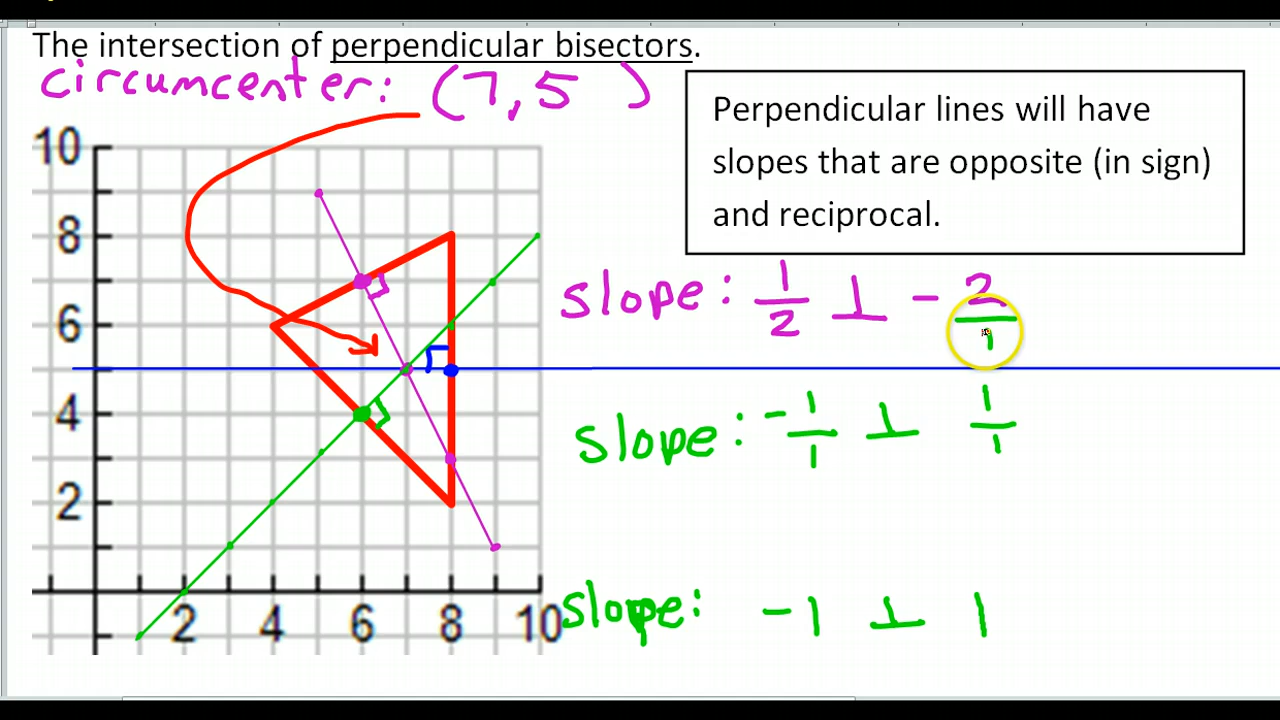 The intersection of perpendicular bisectors.
circumcenter: (7,5 )
Perpendicular lines will have
slopes that are opposite (in sign)
and reciprocal.
10
8
6
4
2
2 4 6 8 10
slope: 1/2 ⊥ - 2/1
slope: - 1/1 ⊥ 1/1
slope: -1 ⊥ 1